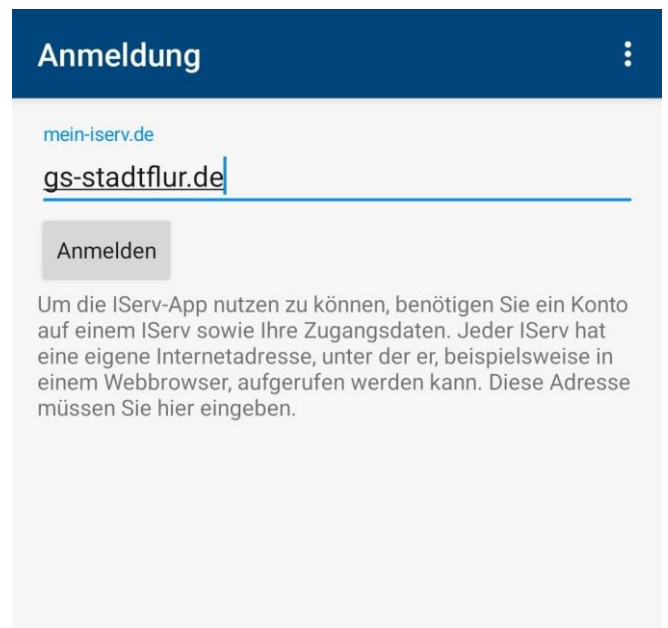 Anmeldung
mein-iserv.de
gs-stadtflur.de
Anmelden
Um die IServ-App nutzen zu können, benötigen Sie ein Konto
auf einem IServ sowie Ihre Zugangsdaten. Jeder IServ hat
eine eigene Internetadresse, unter der er, beispielsweise in
einem Webbrowser, aufgerufen werden kann. Diese Adresse
müssen Sie hier eingeben.